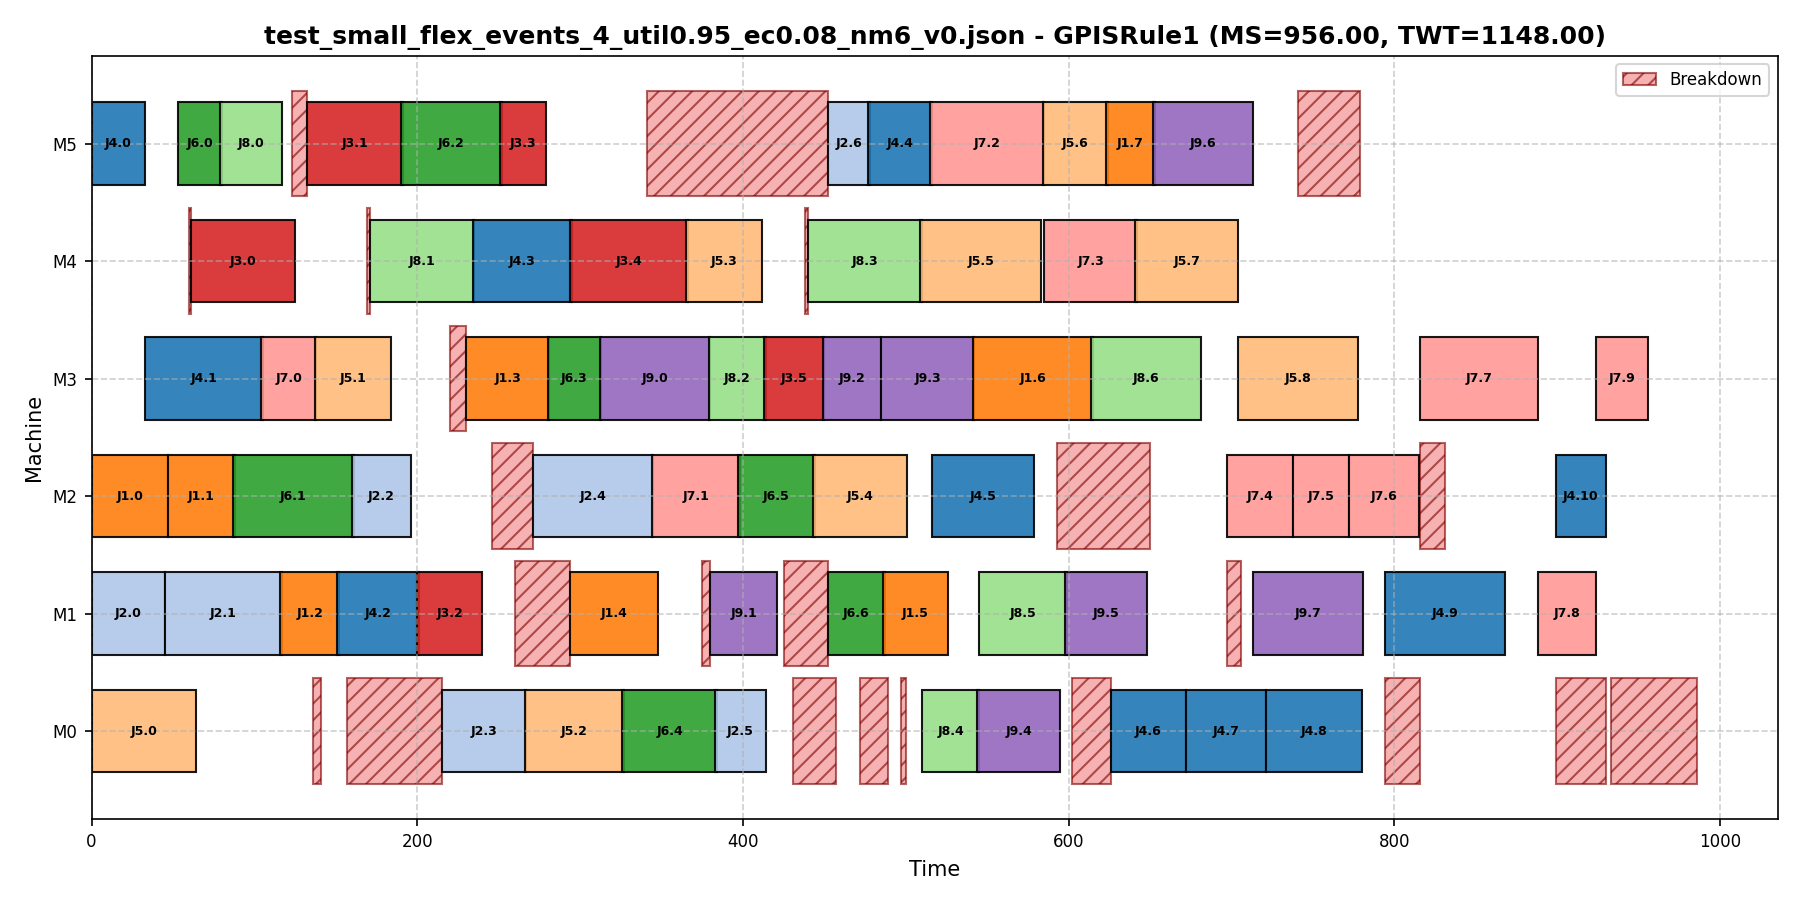 test_small_flex_events_4_util0.95_ec0.08_nm6_v0.json - GPISRule1 (MS=956.00, TWT=1148.00)
Breakdown
M5
J4.0 J6.0 J8.0 J3.1 J6.2 J3.3 J2.6 J4.4 J7.2 J5.6 J1.7 J9.6
M4
J3.0 J8.1 J4.3 J3.4 J5.3 J8.3 J5.5 J7.3 J5.7
M3
J4.1 J7.0 J5.1 J1.3 J6.3 J9.0 J8.2 J3.5 J9.2 J9.3 J1.6 J8.6 J5.8 J7.7 J7.9
M2
J1.0 J1.1 J6.1 J2.2 J2.4 J7.1 J6.5 J5.4 J4.5 J7.4 J7.5 J7.6 J4.10
M1
J2.0 J2.1 J1.2 J4.2 J3.2 J1.4 J9.1 J6.6 J1.5 J8.5 J9.5 J9.7 J4.9 J7.8
M0
J5.0 J2.3 J5.2 J6.4 J2.5 J8.4 J9.4 J4.6 J4.7 J4.8
Machine
0 200 400 600 800 1000
Time